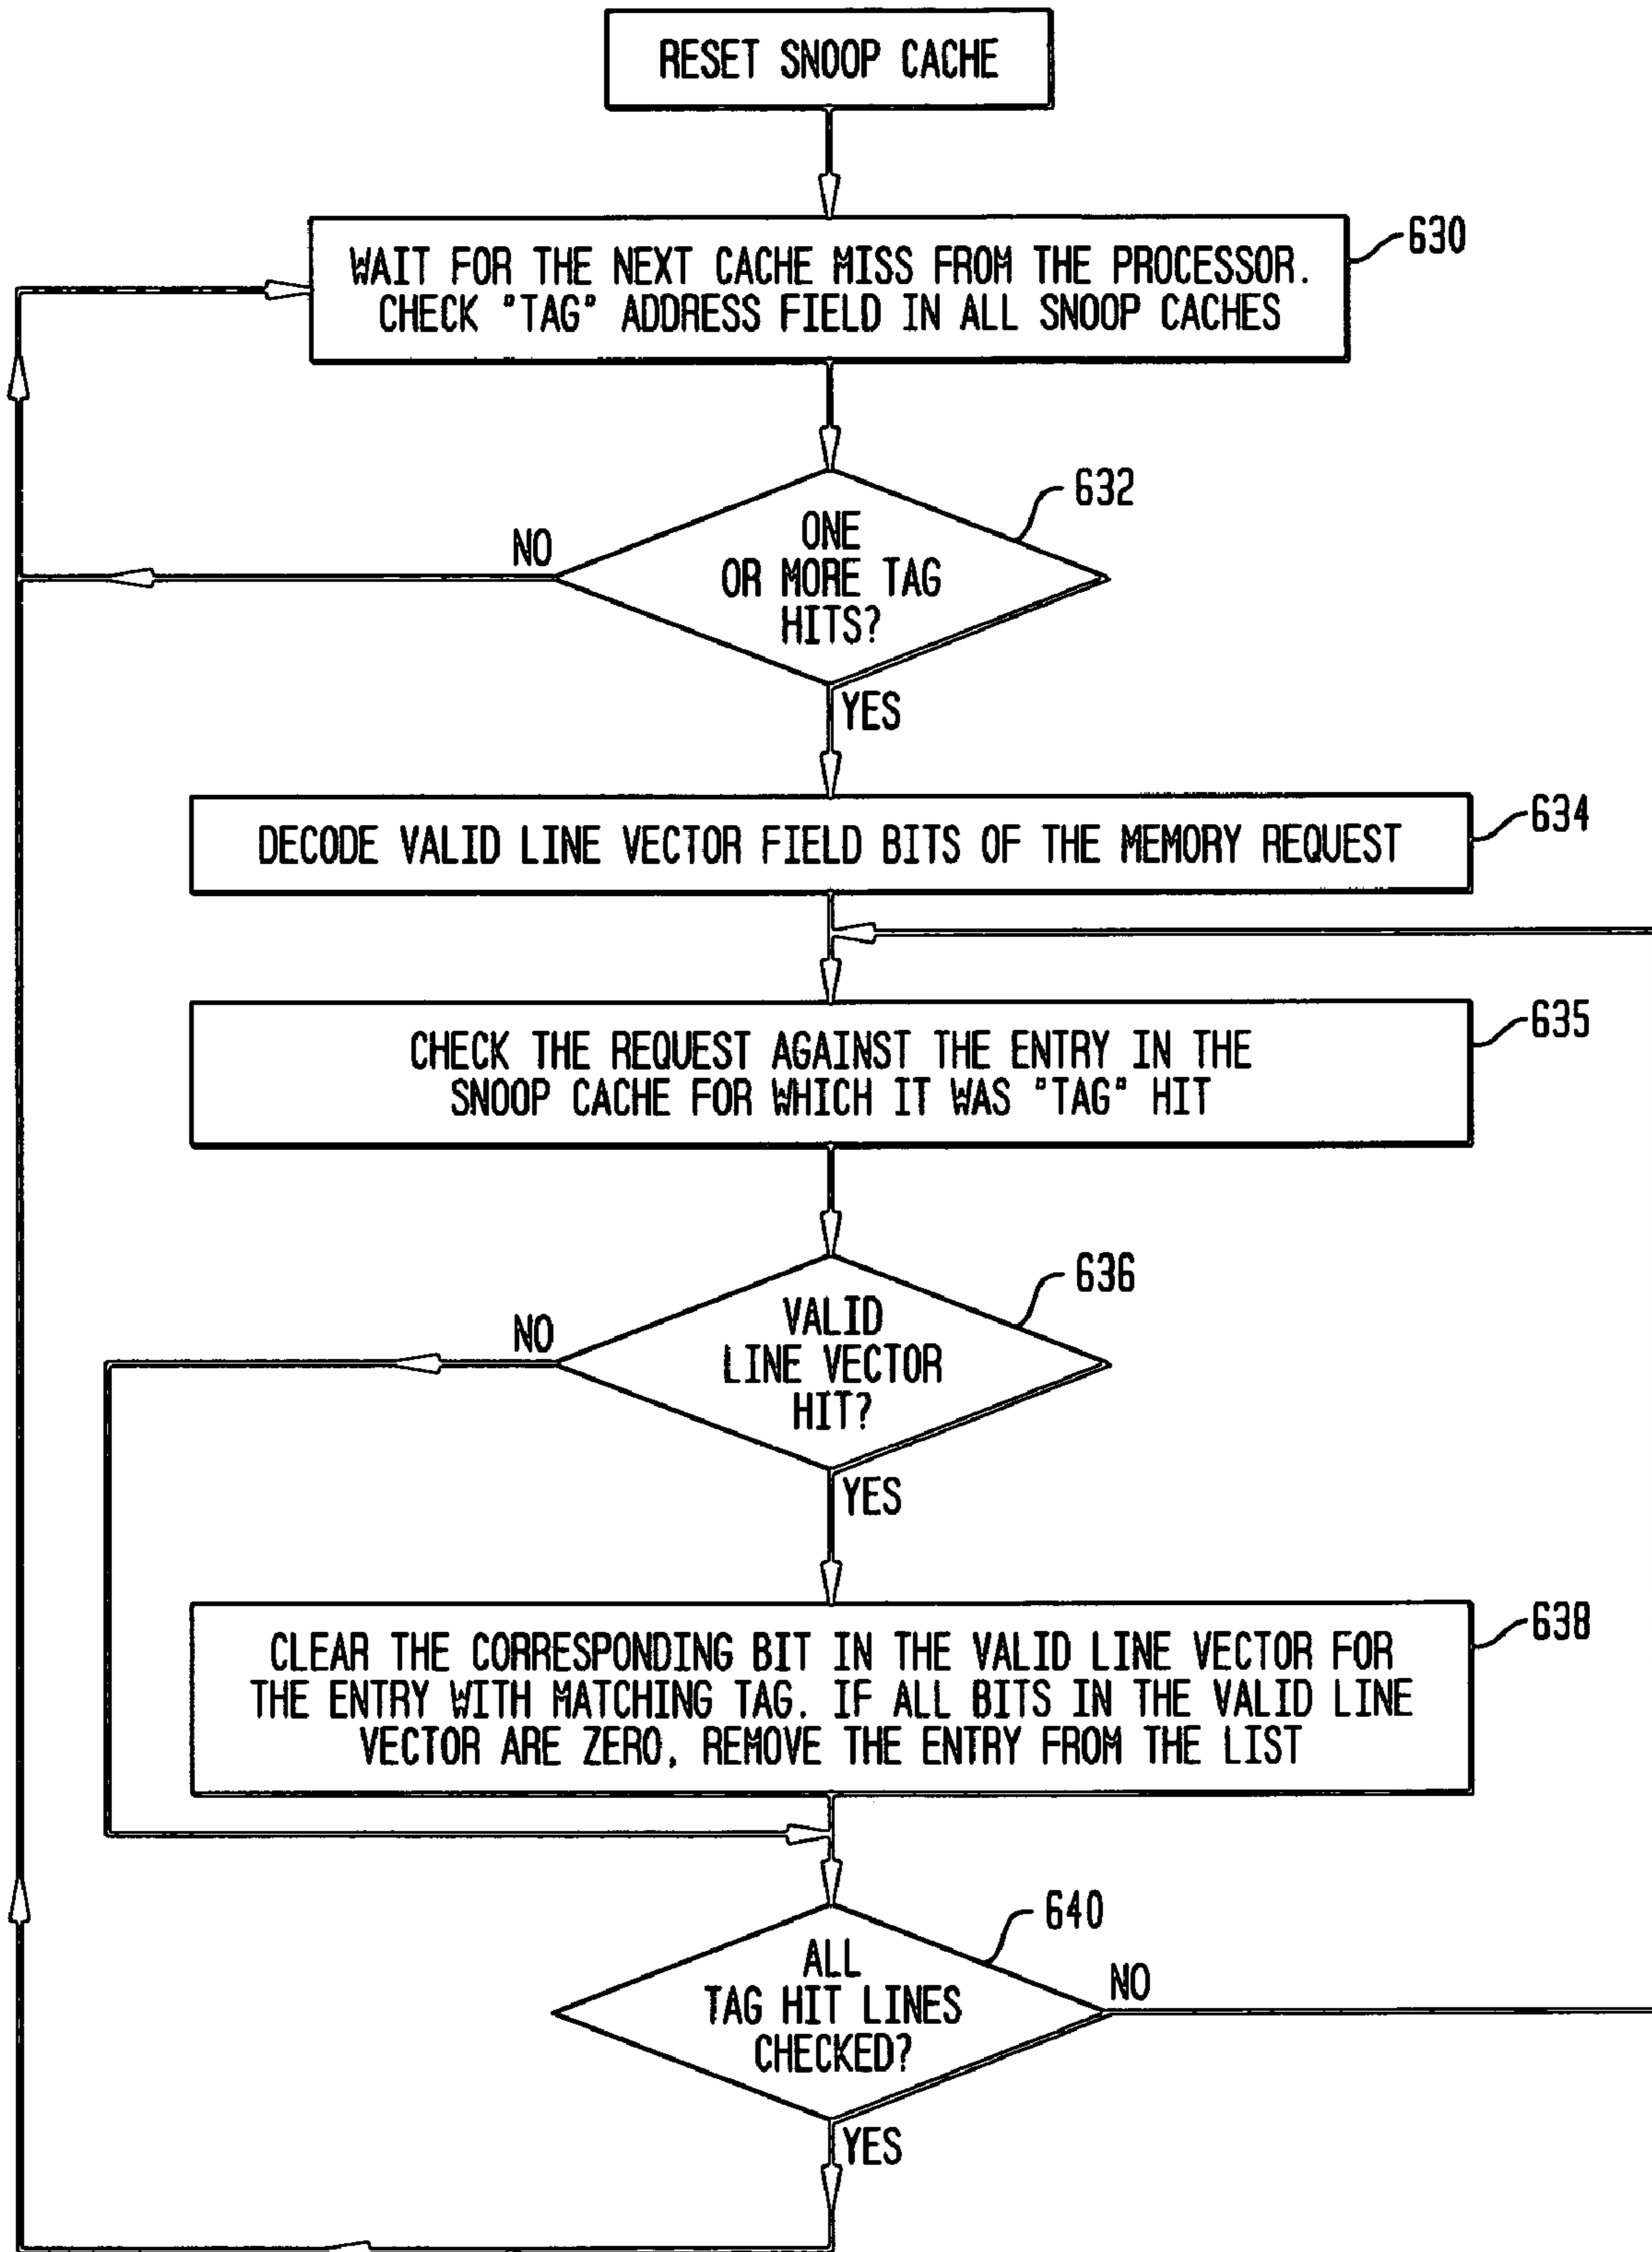 RESET SNOOP CACHE
WAIT FOR THE NEXT CACHE MISS FROM THE PROCESSOR.
CHECK "TAG" ADDRESS FIELD IN ALL SNOOP CACHES
630
632
ONE
OR MORE TAG
HITS?
NO
YES
634
DECODE VALID LINE VECTOR FIELD BITS OF THE MEMORY REQUEST
635
CHECK THE REQUEST AGAINST THE ENTRY IN THE
SNOOP CACHE FOR WHICH IT WAS "TAG" HIT
636
VALID
LINE VECTOR
HIT?
NO
YES
638
CLEAR THE CORRESPONDING BIT IN THE VALID LINE VECTOR FOR
THE ENTRY WITH MATCHING TAG. IF ALL BITS IN THE VALID LINE
VECTOR ARE ZERO, REMOVE THE ENTRY FROM THE LIST
640
ALL
TAG HIT LINES
CHECKED?
NO
YES